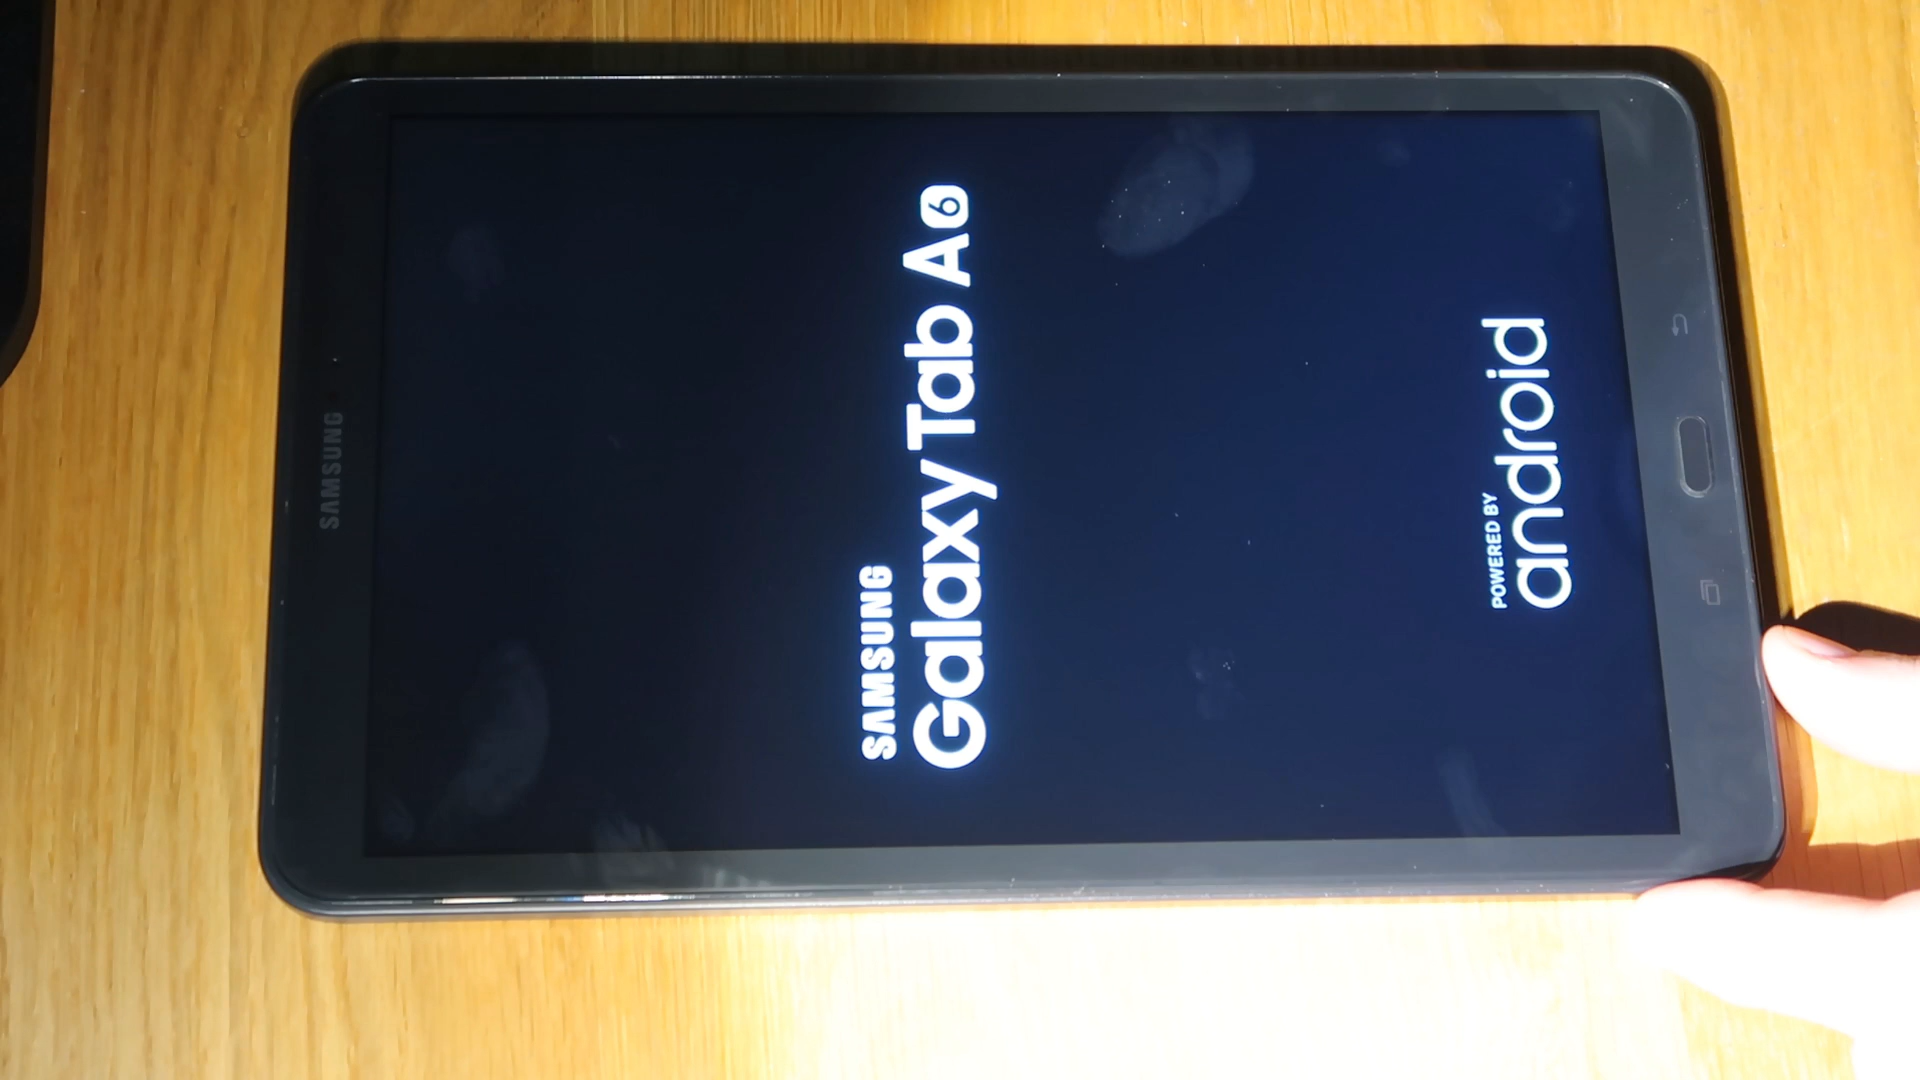 SAMSUNG
SAMSUNG
Galaxy Tab A6
POWERED BY
android